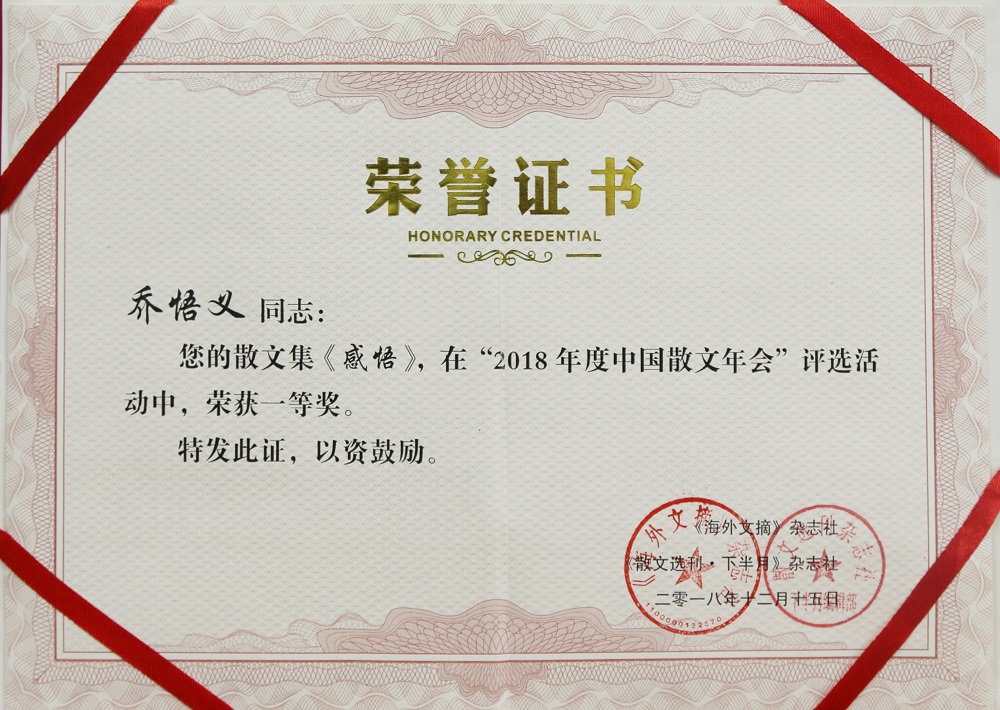 荣誉证书
HONORARY CREDENTIAL
乔悟义 同志：
您的散文集《感悟》，在“2018年度中国散文年会”评选活
动中，荣获一等奖。
特发此证，以资鼓励。
《海外文摘》杂志社
散文选刊·下半月》杂志社
二零一八年十二月十五日